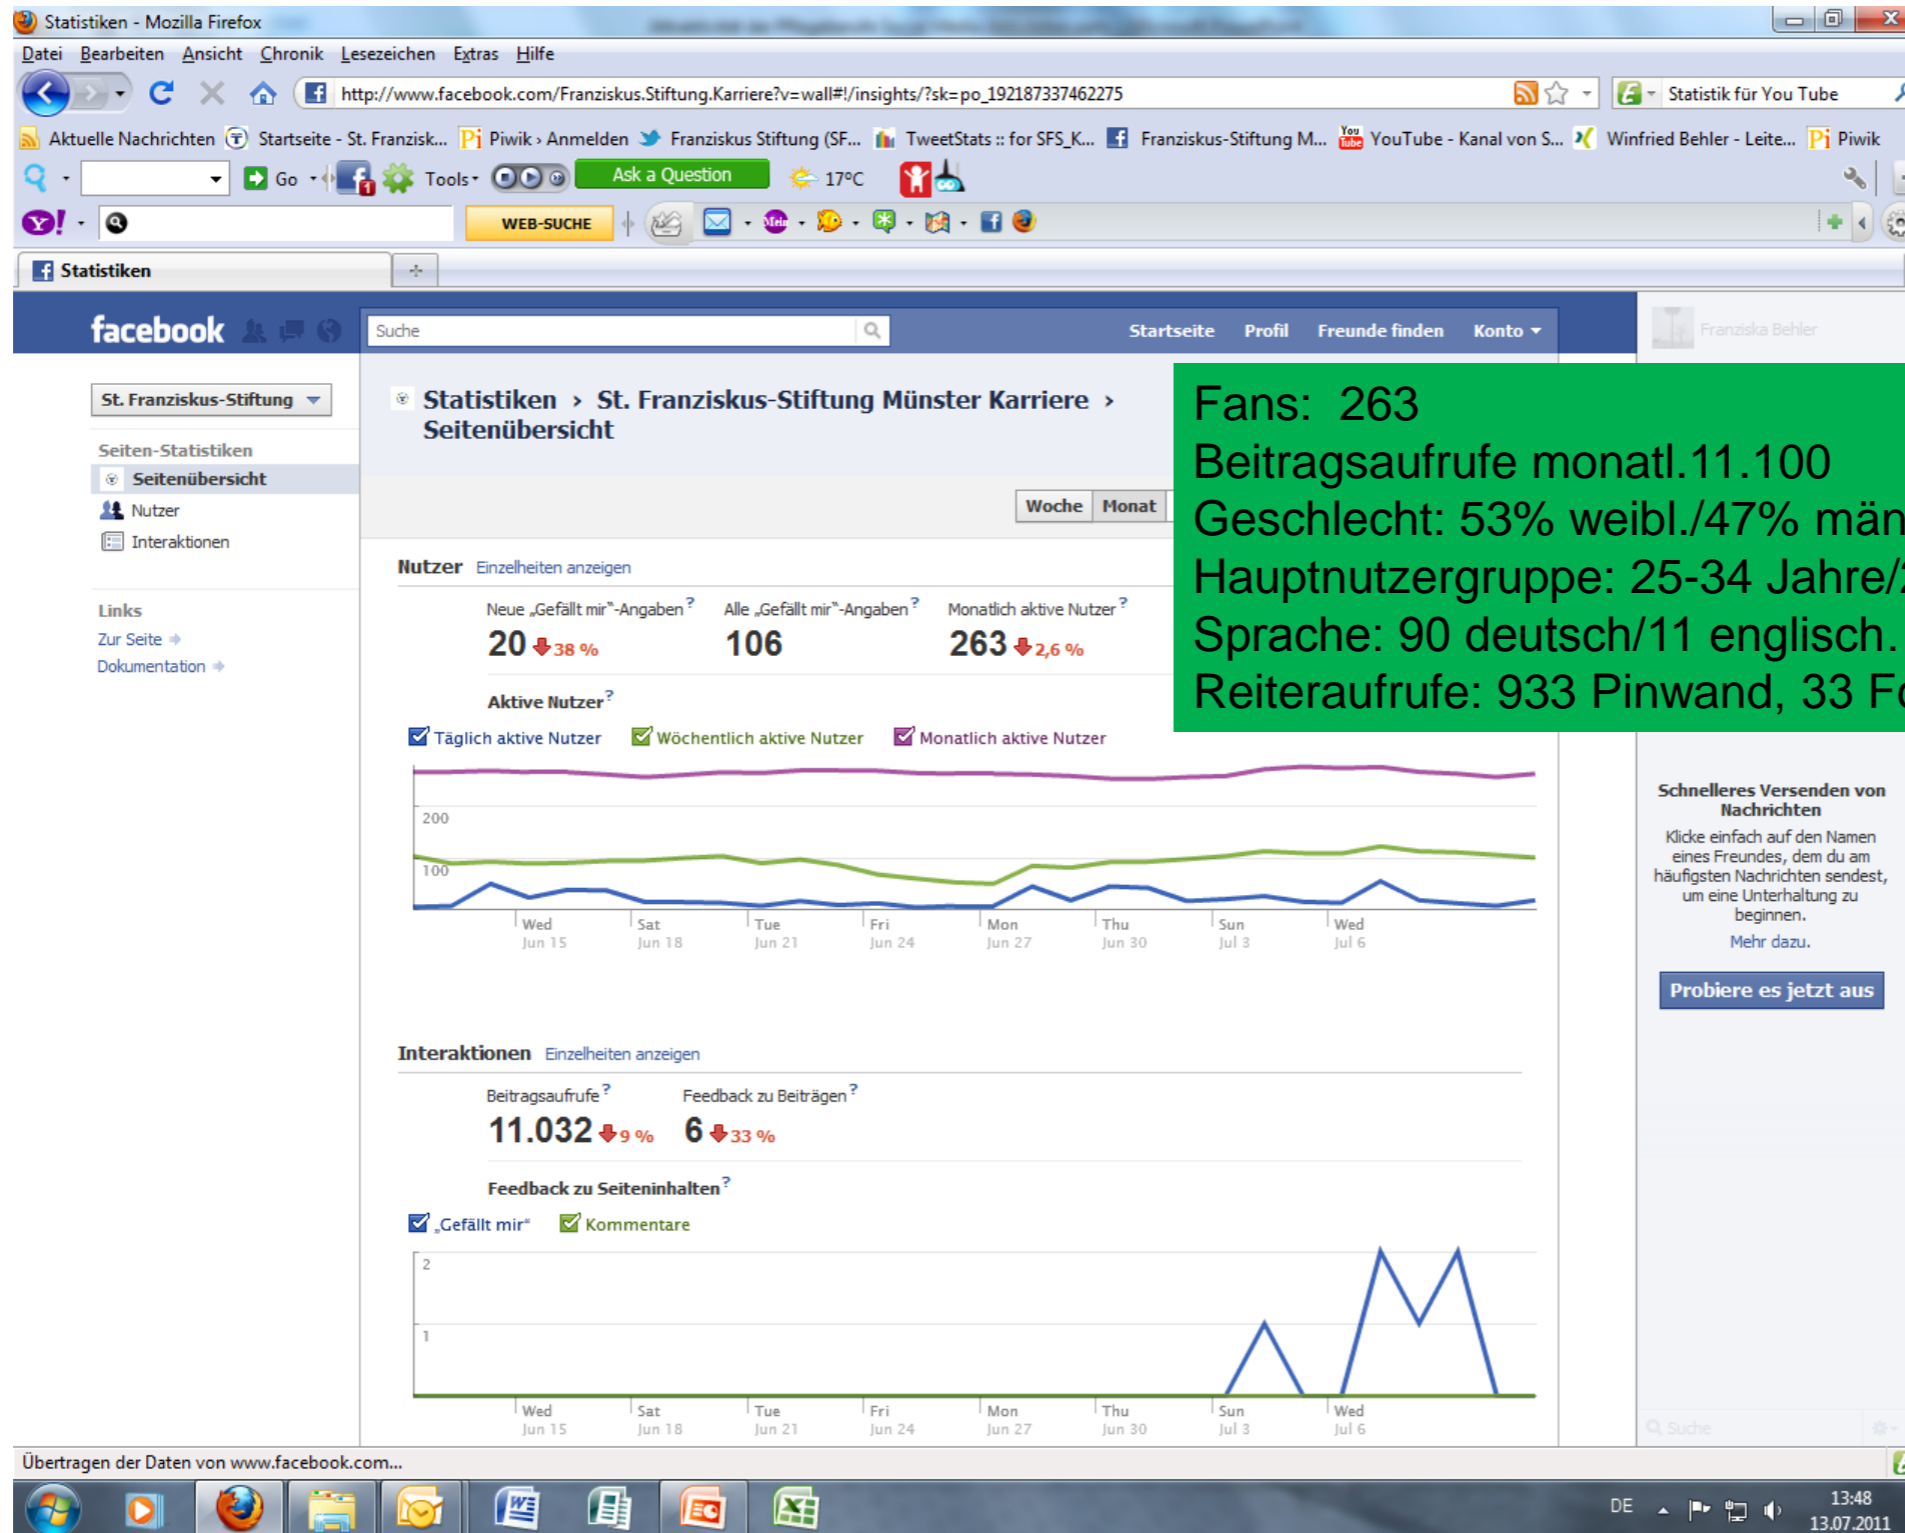 Statistiken - Mozilla Firefox
Datei Bearbeiten Ansicht Chronik Lesezeichen Extras Hilfe
http://www.facebook.com/Franziskus.Stiftung.Karriere?v=wall#!/insights/?sk=po_192187337462275
Statistik für You Tube
Aktuelle Nachrichten Startseite - St. Franzisk... Piwik › Anmelden Franziskus Stiftung (SF... TweetStats :: for SFS_K... Franziskus-Stiftung M... YouTube - Kanal von S... Winfried Behler - Leite... Piwik
Go Tools Ask a Question 17°C
WEB-SUCHE
Statistiken
facebook Suche Startseite Profil Freunde finden Konto
Franziska Behler
St. Franziskus-Stiftung
Seiten-Statistiken
Seitenübersicht
Nutzer
Interaktionen
Links
Zur Seite
Dokumentation
Statistiken › St. Franziskus-Stiftung Münster Karriere ›
Seitenübersicht
Woche Monat
Fans: 263
Beitragsaufrufe monatl.11.100
Geschlecht: 53% weibl./47% män
Hauptnutzergruppe: 25-34 Jahre/
Sprache: 90 deutsch/11 englisch.
Reiteraufrufe: 933 Pinwand, 33 Fo
Nutzer Einzelheiten anzeigen
Neue „Gefällt mir"-Angaben? Alle „Gefällt mir"-Angaben? Monatlich aktive Nutzer?
20 38 % 106 263 2,6 %
Aktive Nutzer?
Täglich aktive Nutzer Wöchentlich aktive Nutzer Monatlich aktive Nutzer
200
100
Wed Sat Tue Fri Mon Thu Sun Wed
Jun 15 Jun 18 Jun 21 Jun 24 Jun 27 Jun 30 Jul 3 Jul 6
Schnelleres Versenden von
Nachrichten
Klicke einfach auf den Namen
eines Freundes, dem du am
häufigsten Nachrichten sendest,
um eine Unterhaltung zu
beginnen.
Mehr dazu.
Probiere es jetzt aus
Interaktionen Einzelheiten anzeigen
Beitragsaufrufe? Feedback zu Beiträgen?
11.032 9 % 6 33 %
Feedback zu Seiteninhalten?
„Gefällt mir“ Kommentare
2
1
Wed Sat Tue Fri Mon Thu Sun Wed
Jun 15 Jun 18 Jun 21 Jun 24 Jun 27 Jun 30 Jul 3 Jul 6
Suche
Übertragen der Daten von www.facebook.com...
DE 13:48
13.07.2011